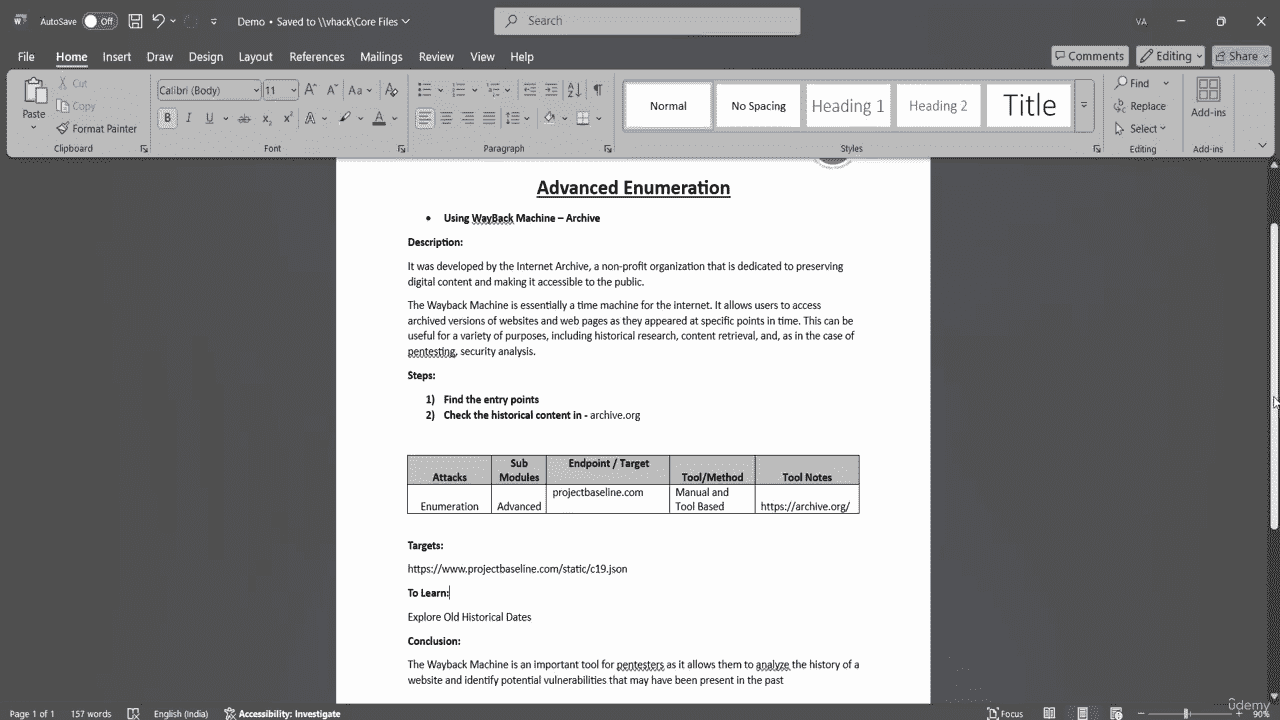 AutoSave Off Demo • Saved to \\vhack\Core Files Search VA
File Home Insert Draw Design Layout References Mailings Review View Help Comments Editing Share
Paste Cut Copy Format Painter
Calibri (Body) 11
Normal No Spacing Heading 1 Heading 2 Title
Find Replace Select Add-ins
Clipboard Font Paragraph Styles Editing Add-ins
Advanced Enumeration
• Using WayBack Machine – Archive
Description:
It was developed by the Internet Archive, a non-profit organization that is dedicated to preserving
digital content and making it accessible to the public.
The Wayback Machine is essentially a time machine for the internet. It allows users to access
archived versions of websites and web pages as they appeared at specific points in time. This can be
useful for a variety of purposes, including historical research, content retrieval, and, as in the case of
pentesting, security analysis.
Steps:
1) Find the entry points
2) Check the historical content in - archive.org
Attacks Sub Modules Endpoint / Target Tool/Method Tool Notes
Enumeration Advanced projectbaseline.com Manual and Tool Based https://archive.org/
Targets:
https://www.projectbaseline.com/static/c19.json
To Learn:
Explore Old Historical Dates
Conclusion:
The Wayback Machine is an important tool for pentesters as it allows them to analyze the history of a
website and identify potential vulnerabilities that may have been present in the past
Udemy
Page 1 of 1 157 words English (India) Accessibility: Investigate Focus 90%